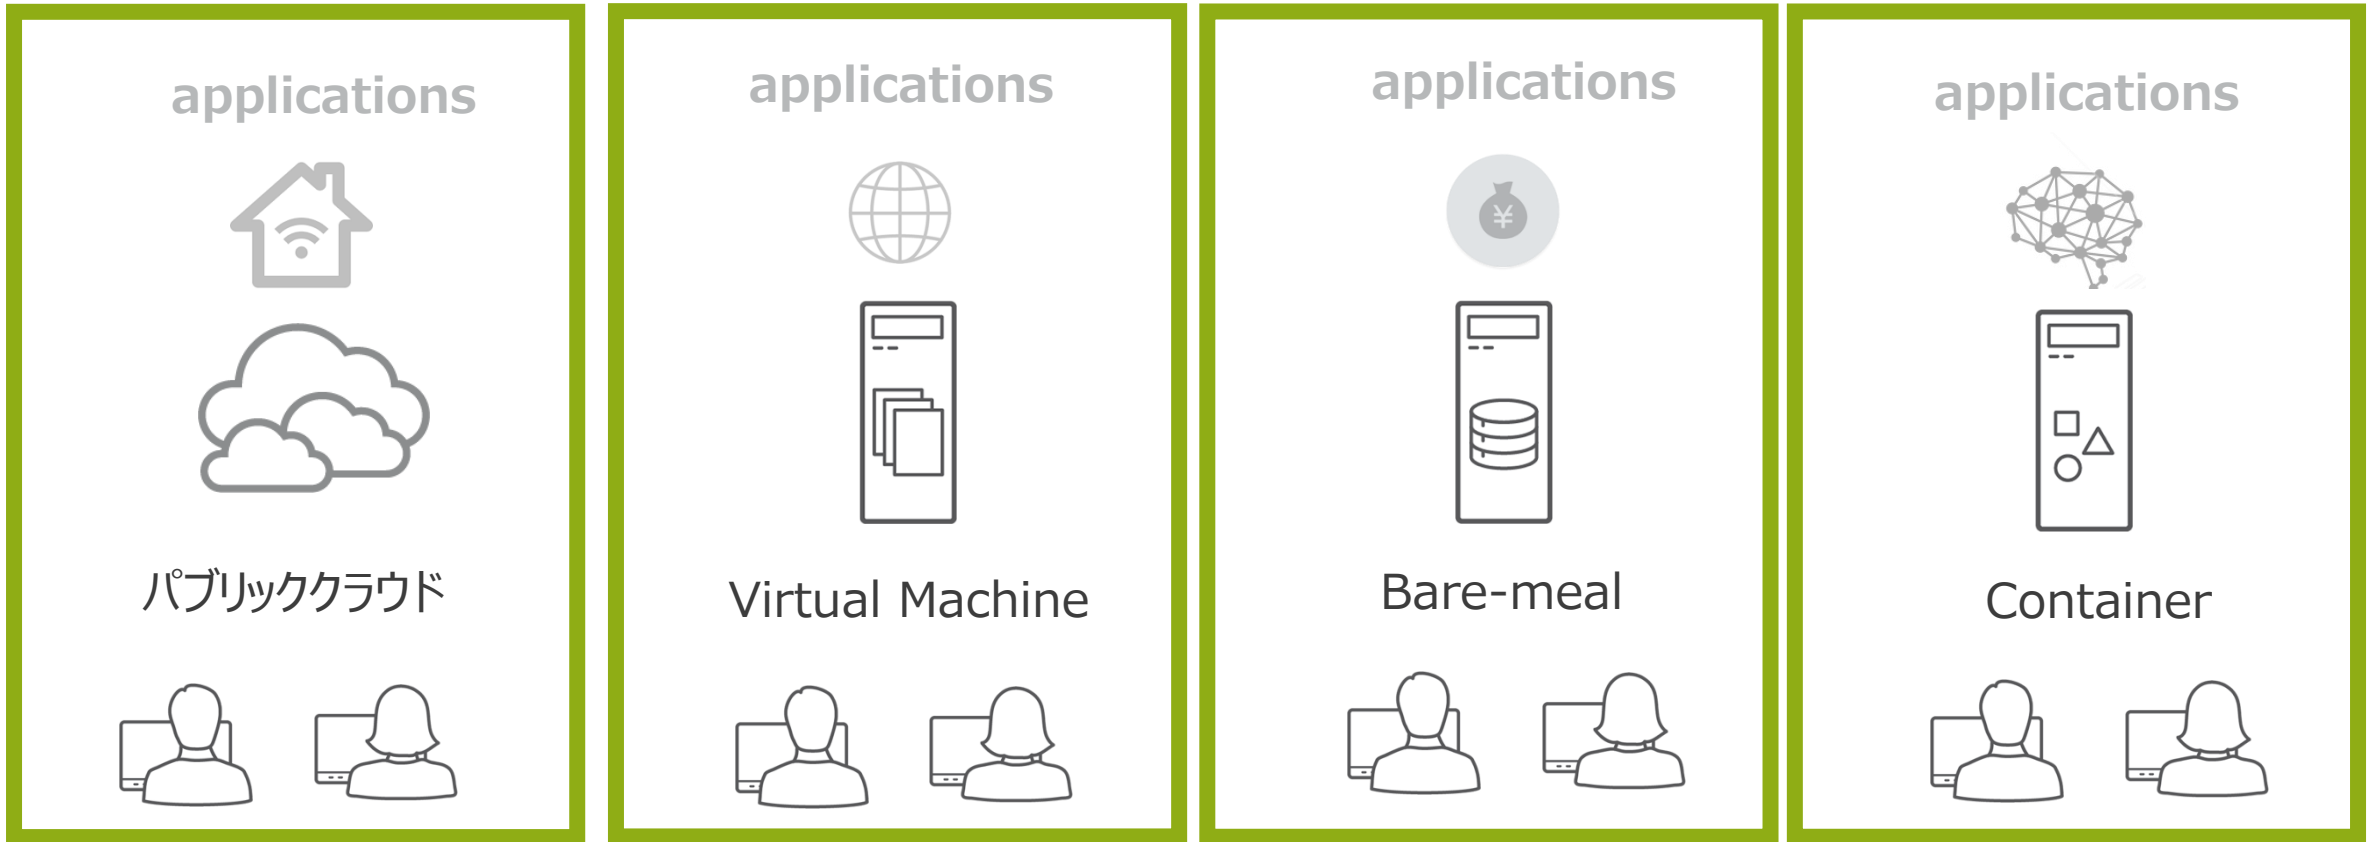 applications
パブリッククラウド
applications
Virtual Machine
applications
¥
Bare-meal
applications
Container